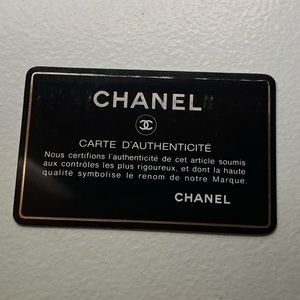 CHANEL
CARTE D'AUTHENTICITÉ
Nous certifions l'authenticité de cet article soumis
aux contrôles les plus rigoureux, et dont la haute
qualité symbolise le renom de notre Marque.
CHANEL